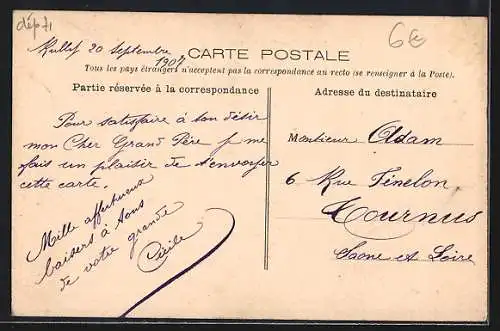 dépt 71
6€
Rully 20 Septembre
1904
CARTE POSTALE
Tous les pays étrangers n'acceptent pas la correspondance au recto (se renseigner à la Poste).
Partie réservée à la correspondance
Pour satisfaire à ton désir
mon Cher Grand Père je me
fais un plaisir de t'envoyer
cette carte.
Mille affectueux
baisers à tous
de votre grande
Cécile
Adresse du destinataire
Monsieur Adam
6 Rue Fénelon
Tournus
Saone et Loire